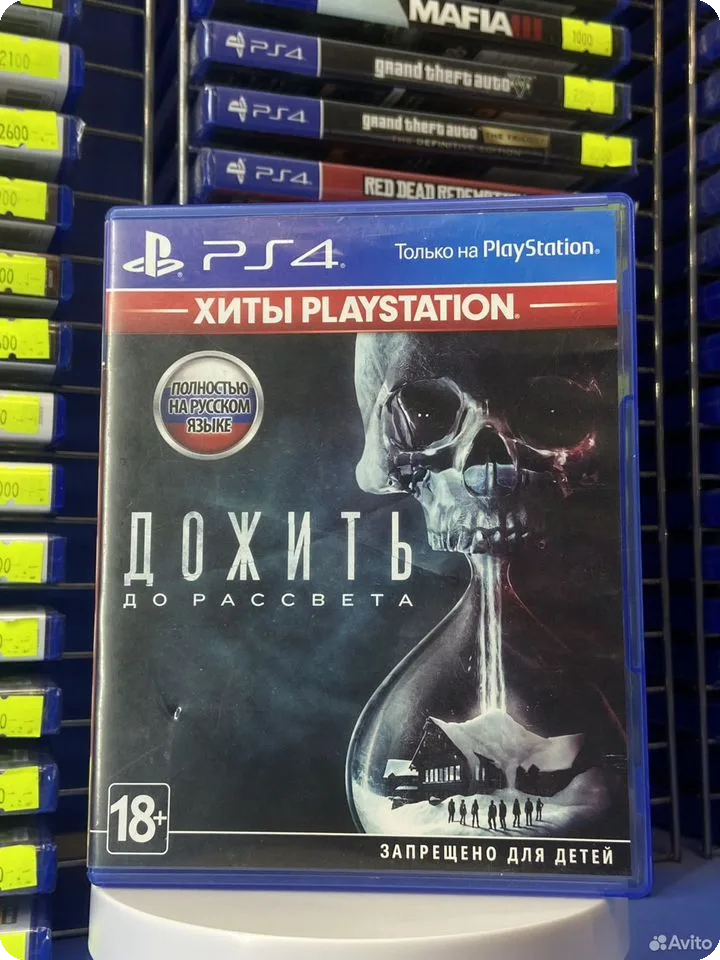 MAFIA III
1000
PS4
grand theft auto V
PS4
grand theft auto THE TRILOGY
THE DEFINITIVE EDITION
PS4
RED DEAD REDEMPT
2100
2600
PS4
Только на PlayStation
ХИТЫ PLAYSTATION
ПОЛНОСТЬЮ
НА РУССКОМ
ЯЗЫКЕ
ДОЖИТЬ
ДО РАССВЕТА
18+
ЗАПРЕЩЕНО ДЛЯ ДЕТЕЙ
Avito